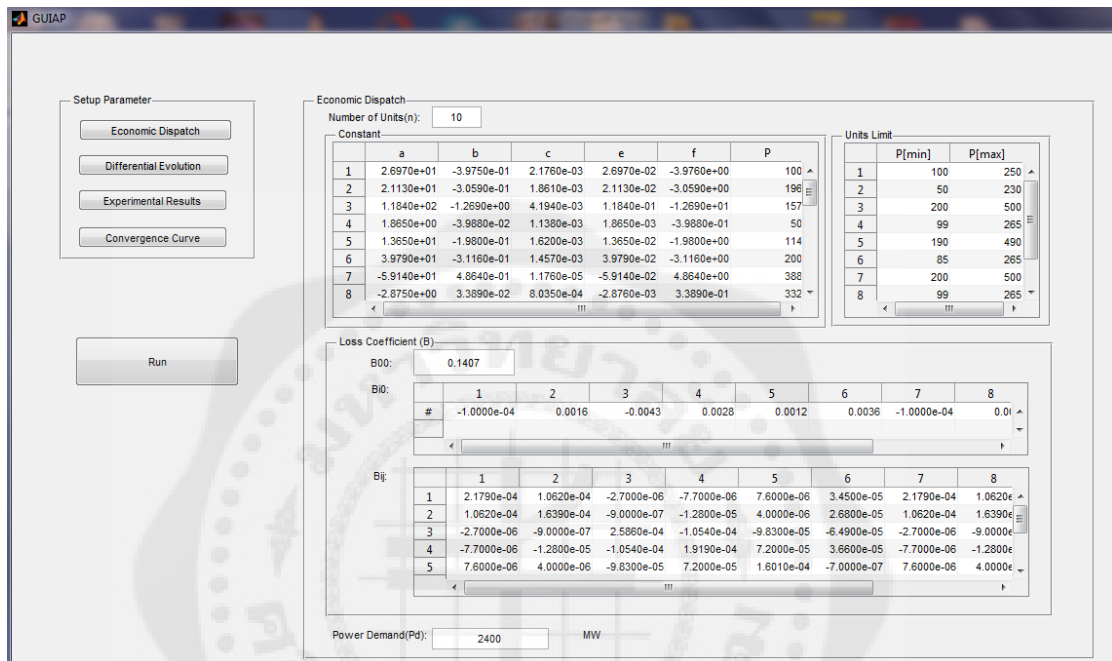 GUIAP
Setup Parameter
Economic Dispatch
Differential Evolution
Experimental Results
Convergence Curve
Run
Economic Dispatch
Number of Units(n): 10
Constant
a b c e f P
1 2.6970e+01 -3.9750e-01 2.1760e-03 2.6970e-02 -3.9760e+00 100
2 2.1130e+01 -3.0590e-01 1.8610e-03 2.1130e-02 -3.0590e+00 196
3 1.1840e+02 -1.2690e+00 4.1940e-03 1.1840e-01 -1.2690e+01 157
4 1.8650e+00 -3.9880e-02 1.1380e-03 1.8650e-03 -3.9880e-01 50
5 1.3650e+01 -1.9800e-01 1.6200e-03 1.3650e-02 -1.9800e+00 114
6 3.9790e+01 -3.1160e-01 1.4570e-03 3.9790e-02 -3.1160e+00 200
7 -5.9140e+01 4.8640e-01 1.1760e-05 -5.9140e-02 4.8640e+00 388
8 -2.8750e+00 3.3890e-02 8.0350e-04 -2.8760e-03 3.3890e-01 332
Units Limit
P[min] P[max]
1 100 250
2 50 230
3 200 500
4 99 265
5 190 490
6 85 265
7 200 500
8 99 265
Loss Coefficient (B)
B00: 0.1407
Bi0:
1 2 3 4 5 6 7 8
# -1.0000e-04 0.0016 -0.0043 0.0028 0.0012 0.0036 -1.0000e-04 0.0
Bij:
1 2 3 4 5 6 7 8
1 2.1790e-04 1.0620e-04 -2.7000e-06 -7.7000e-06 7.6000e-06 3.4500e-05 2.1790e-04 1.0620e
2 1.0620e-04 1.6390e-04 -9.0000e-07 -1.2800e-05 4.0000e-06 2.6800e-05 1.0620e-04 1.6390e
3 -2.7000e-06 -9.0000e-07 2.5860e-04 -1.0540e-04 -9.8300e-05 -6.4900e-05 -2.7000e-06 -9.0000e
4 -7.7000e-06 -1.2800e-05 -1.0540e-04 1.9190e-04 7.2000e-05 3.6600e-05 -7.7000e-06 -1.2800e
5 7.6000e-06 4.0000e-06 -9.8300e-05 7.2000e-05 1.6010e-04 -7.0000e-07 7.6000e-06 4.0000e
Power Demand(Pd): 2400 MW